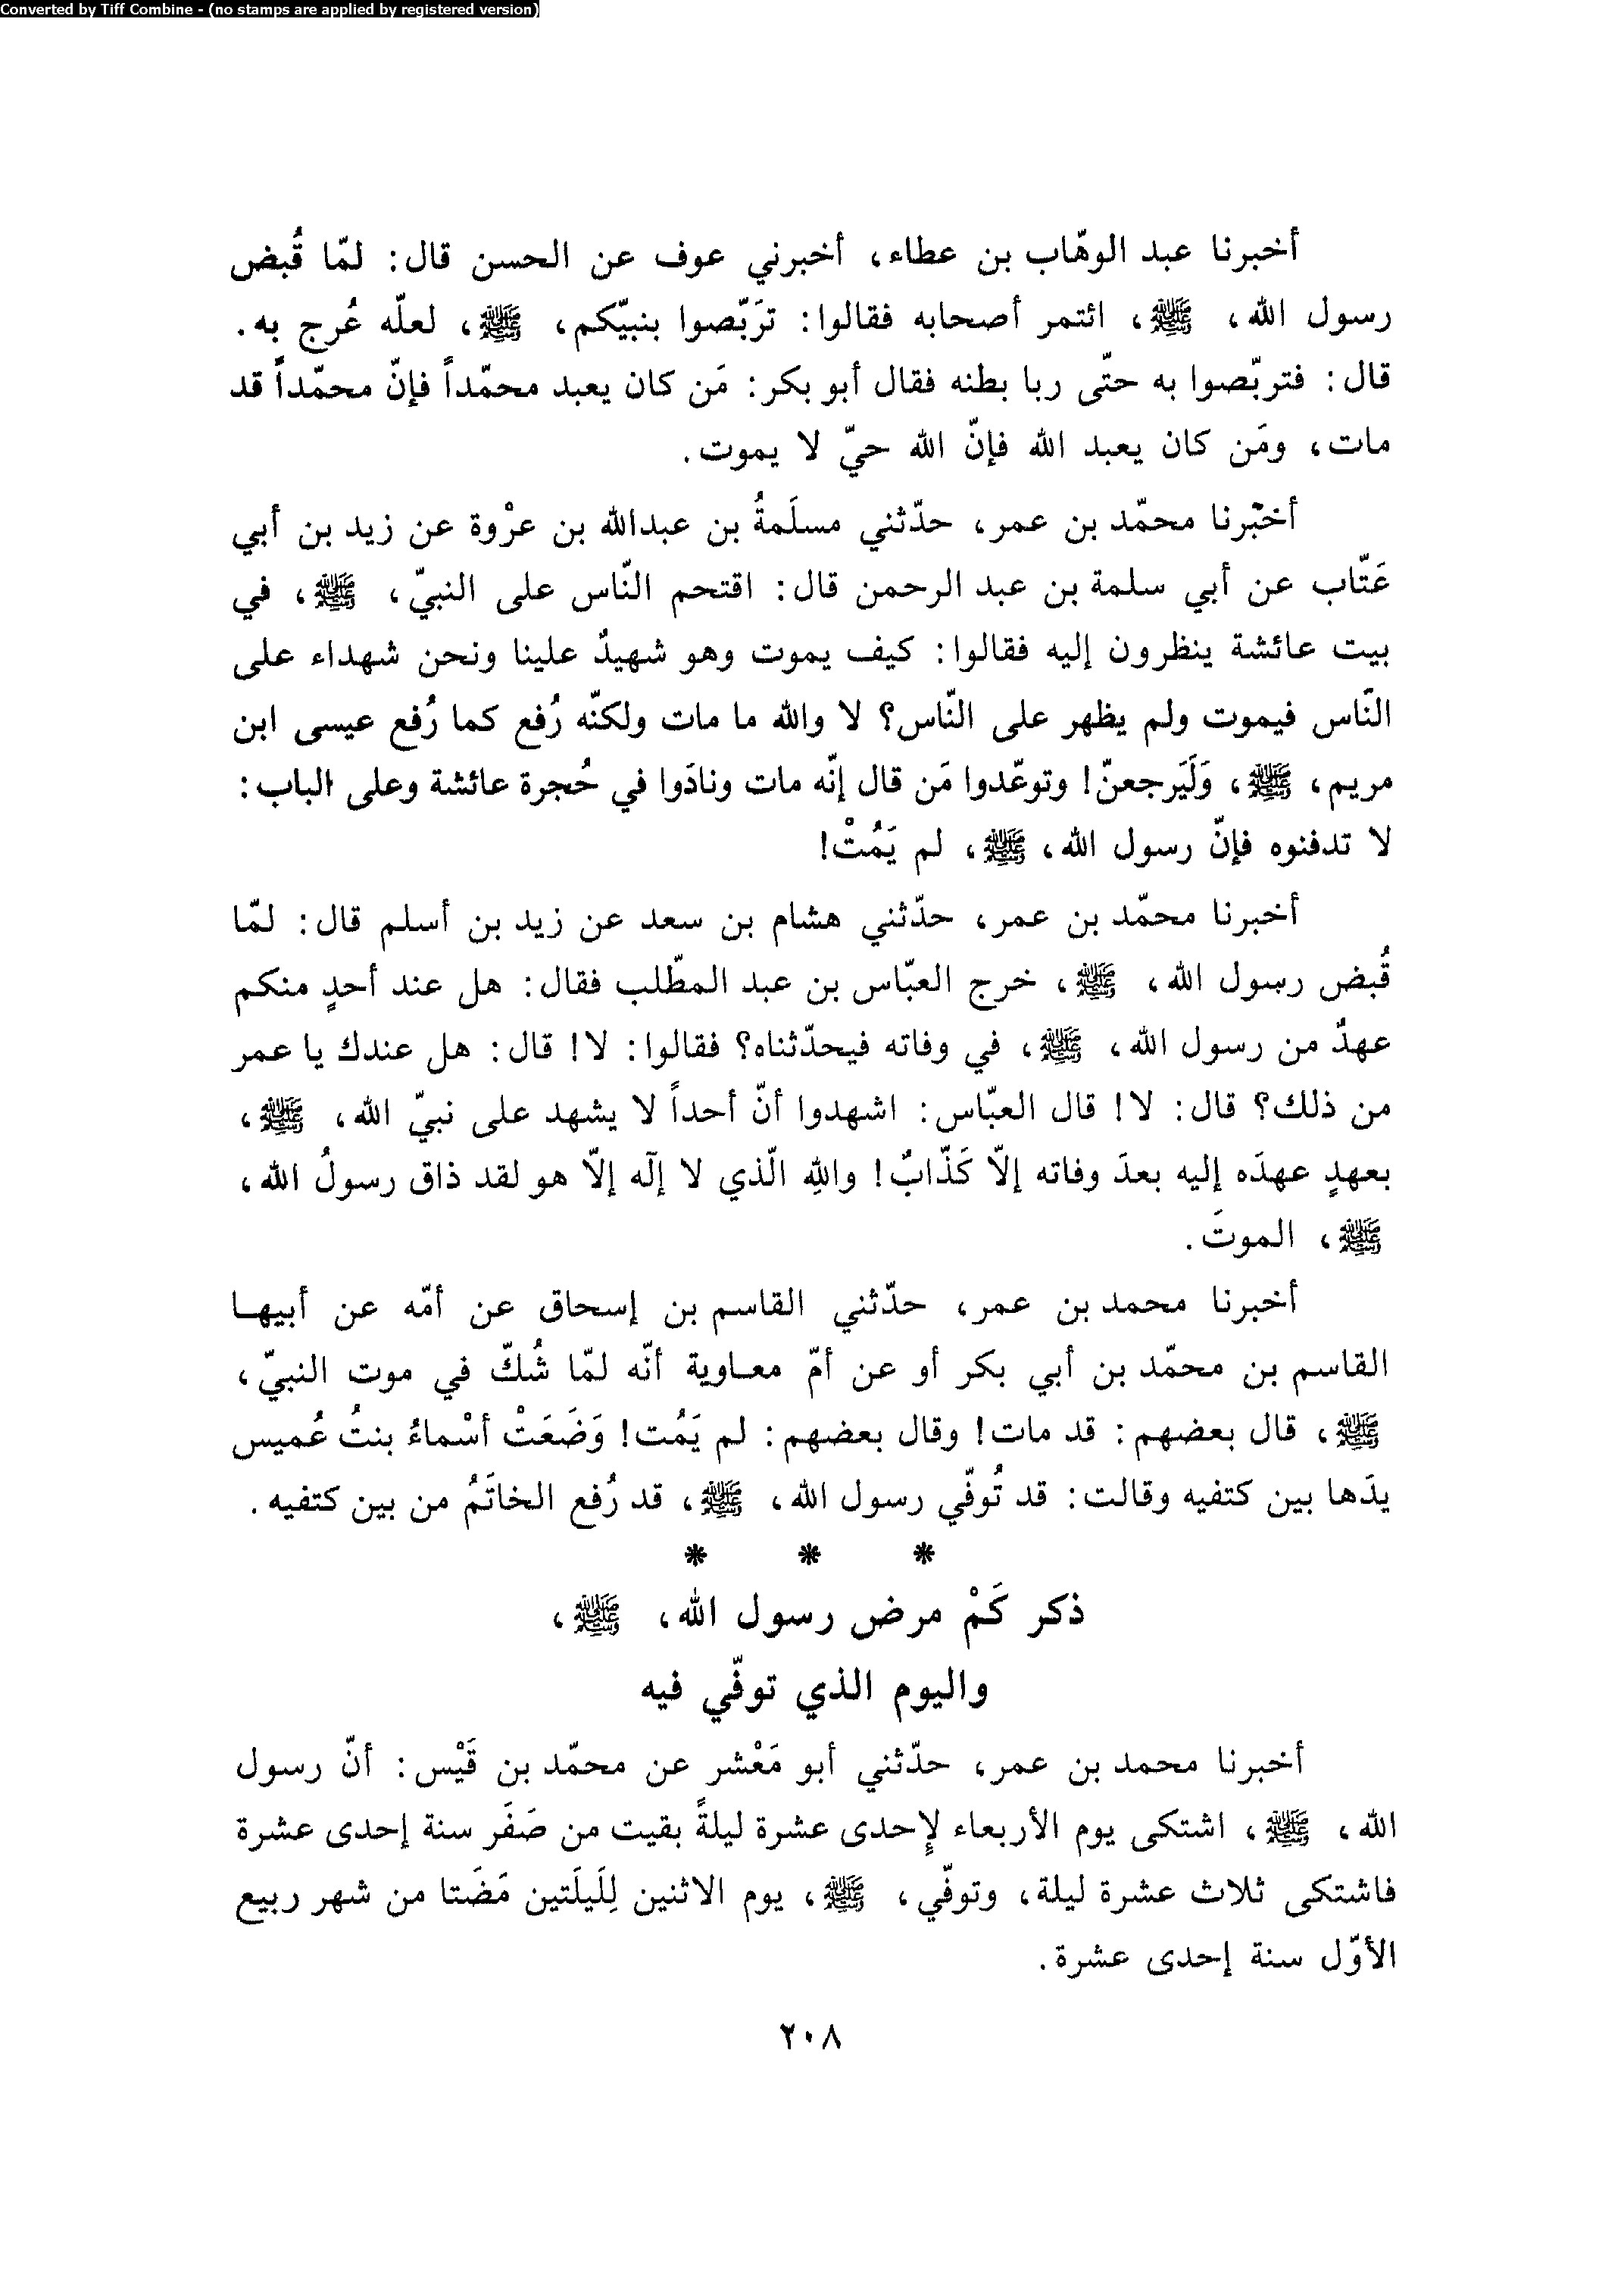 Converted by Tiff Combine - (no stamps are applied by registered version)
أخبرنا عبد الوهّاب بن عطاء، أخبرني عوف عن الحسن قال: لمّا قُبض
رسول الله، ﷺ، ائتمر أصحابه فقالوا: تربَّصوا بنبيّكم، ﷺ، لعلّه عُرج به.
قال: فتربّصوا به حتّى ربا بطنه فقال أبو بكر: مَن كان يعبد محمّداً فإنّ محمّداً قد
مات، ومَن كان يعبد الله فإنّ الله حيّ لا يموت.
أخبرنا محمّد بن عمر، حدّثني مسلَمةُ بن عبدالله بن عرْوة عن زيد بن أبي
عَتّاب عن أبي سلمة بن عبد الرحمن قال: اقتحم النّاس على النبيّ، ﷺ، في
بيت عائشة ينظرون إليه فقالوا: كيف يموت وهو شهيدٌ علينا ونحن شهداء على
النّاس فيموت ولم يظهر على النّاس؟ لا والله ما مات ولكنّه رُفع كما رُفع عيسى ابن
مريم، ﷺ، وَلَيَرجعنّ! وتوعّدوا مَن قال إنّه مات ونادَوا في حُجرة عائشة وعلى الباب:
لا تدفنوه فإنّ رسول الله، ﷺ، لم يَمُتْ!
أخبرنا محمّد بن عمر، حدّثني هشام بن سعد عن زيد بن أسلم قال: لمّا
قُبض رسول الله، ﷺ، خرج العبّاس بن عبد المطّلب فقال: هل عند أحدٍ منكم
عهدٌ من رسول الله، ﷺ، في وفاته فيحدّثناه؟ فقالوا: لا! قال: هل عندك يا عمر
من ذلك؟ قال: لا! قال العبّاس: اشهدوا أنّ أحداً لا يشهد على نبيّ الله، ﷺ،
بعهدٍ عهدَه إليه بعدَ وفاته إلاّ كَذّابٌ! واللهِ الّذي لا إلّه إلاّ هو لقد ذاق رسولُ الله،
ﷺ، الموتَ.
أخبرنا محمد بن عمر، حدّثني القاسم بن إسحاق عن أمّه عن أبيها
القاسم بن محمّد بن أبي بكر أو عن أمّ معاوية أنّه لمّا شُكّ في موت النبيّ،
ﷺ، قال بعضهم: قد مات! وقال بعضهم: لم يَمُت! وَضَعَتْ أسْماءُ بنتُ عُميس
يدَها بين كتفيه وقالت: قد تُوفّي رسول الله، ﷺ، قد رُفع الخاتَمُ من بين كتفيه.
* * *
ذكر كَمْ مرض رسول الله، ﷺ،
واليوم الذي توفّي فيه
أخبرنا محمد بن عمر، حدّثني أبو مَعْشر عن محمّد بن قَيْس: أنّ رسول
الله، ﷺ، اشتكى يوم الأربعاء لإحدى عشرة ليلةً بقيت من صَفَر سنة إحدى عشرة
فاشتكى ثلاث عشرة ليلة، وتوفّي، ﷺ، يوم الاثنين لِلَيلَتين مَضَتا من شهر ربيع
الأوّل سنة إحدى عشرة.
٢٠٨